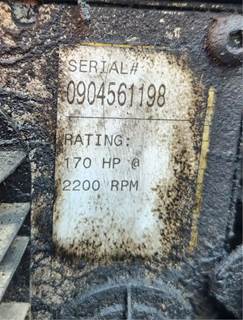 SERIAL#
0904561198
RATING:
170 HP @
2200 RPM